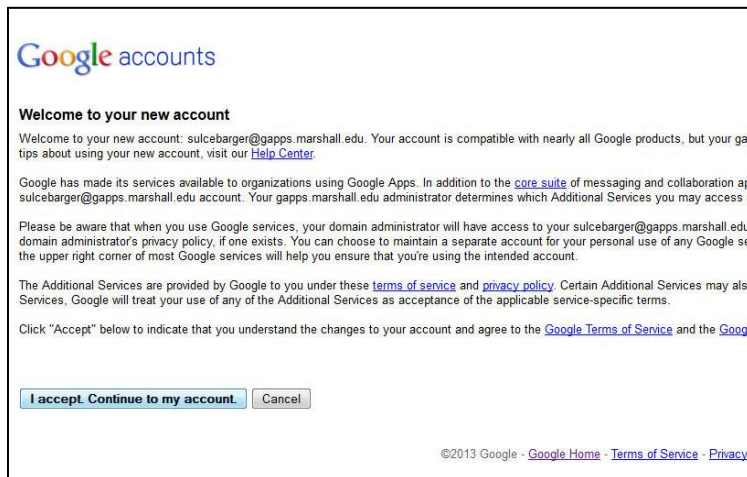 Google accounts
Welcome to your new account
Welcome to your new account: sulcebarger@gapps.marshall.edu. Your account is compatible with nearly all Google products, but your ga
tips about using your new account, visit our Help Center.
Google has made its services available to organizations using Google Apps. In addition to the core suite of messaging and collaboration ap
sulcebarger@gapps.marshall.edu account. Your gapps.marshall.edu administrator determines which Additional Services you may access
Please be aware that when you use Google services, your domain administrator will have access to your sulcebarger@gapps.marshall.edu
domain administrator's privacy policy, if one exists. You can choose to maintain a separate account for your personal use of any Google se
the upper right corner of most Google services will help you ensure that you're using the intended account.
The Additional Services are provided by Google to you under these terms of service and privacy policy. Certain Additional Services may als
Services, Google will treat your use of any of the Additional Services as acceptance of the applicable service-specific terms.
Click "Accept" below to indicate that you understand the changes to your account and agree to the Google Terms of Service and the Goog
I accept. Continue to my account. Cancel
©2013 Google - Google Home - Terms of Service - Privacy